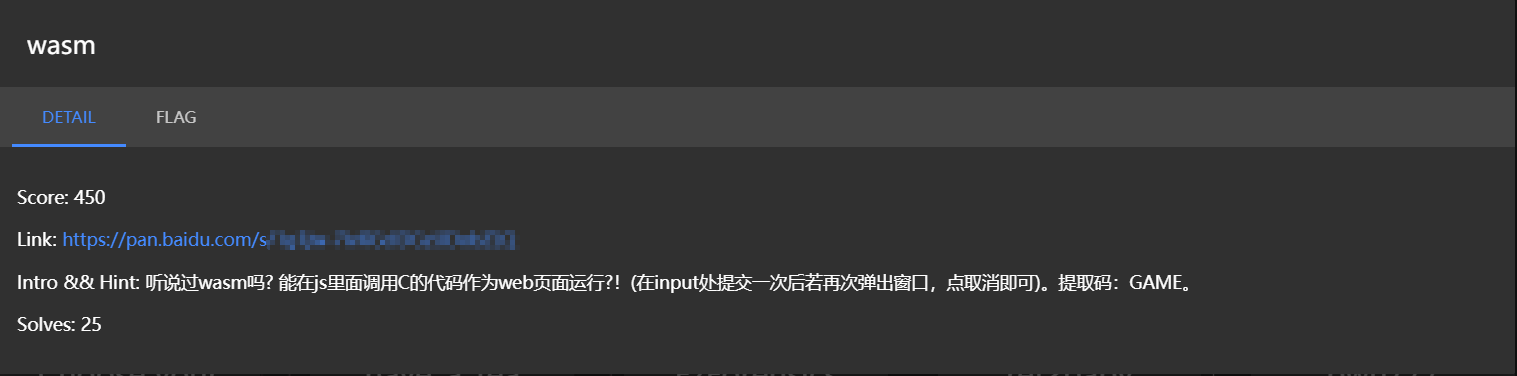 wasm
DETAIL FLAG
Score: 450
Link: https://pan.baidu.com/s
Intro && Hint: 听说过wasm吗? 能在js里面调用C的代码作为web页面运行?!  (在input处提交一次后若再次弹出窗口，点取消即可)。提取码：GAME。
Solves: 25